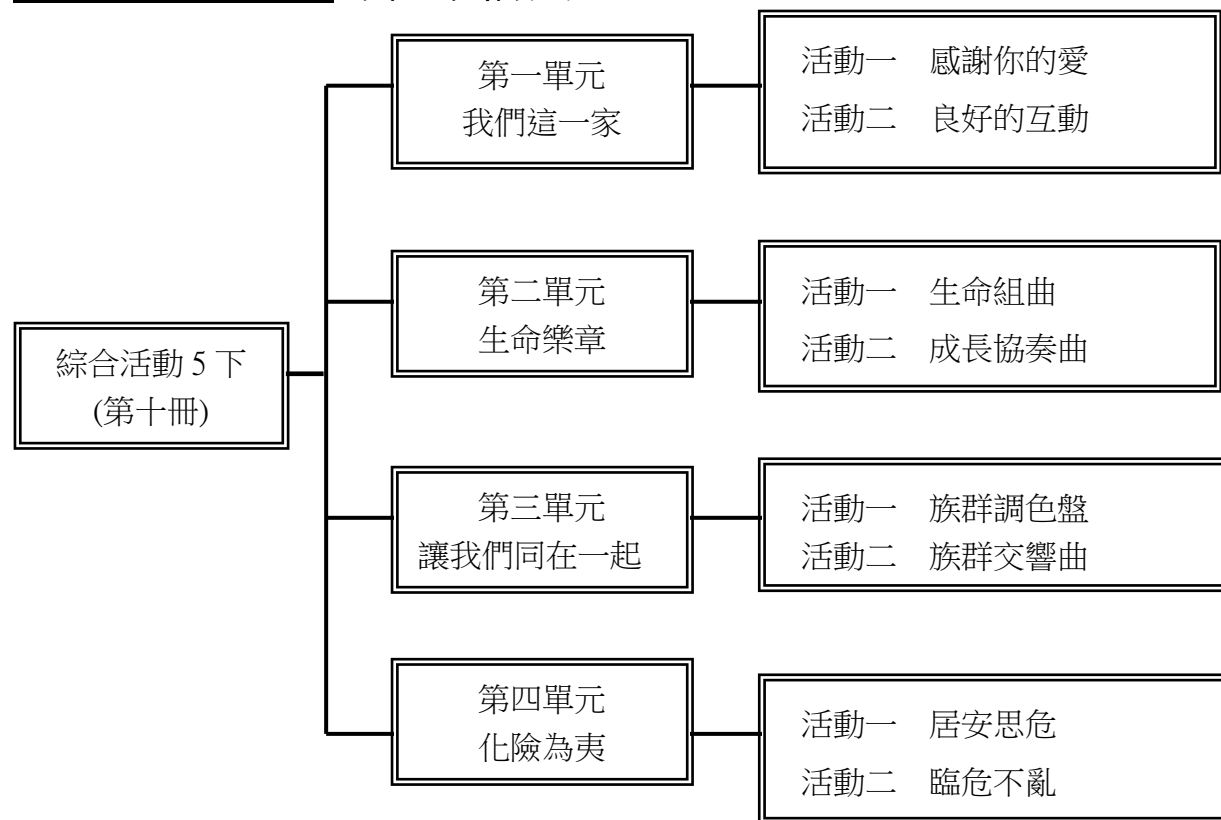 第一單元
我們這一家
活動一 感謝你的愛
活動二 良好的互動
第二單元
生命樂章
活動一 生命組曲
活動二 成長協奏曲
綜合活動 5 下
(第十冊)
第三單元
讓我們同在一起
活動一 族群調色盤
活動二 族群交響曲
第四單元
化險為夷
活動一 居安思危
活動二 臨危不亂